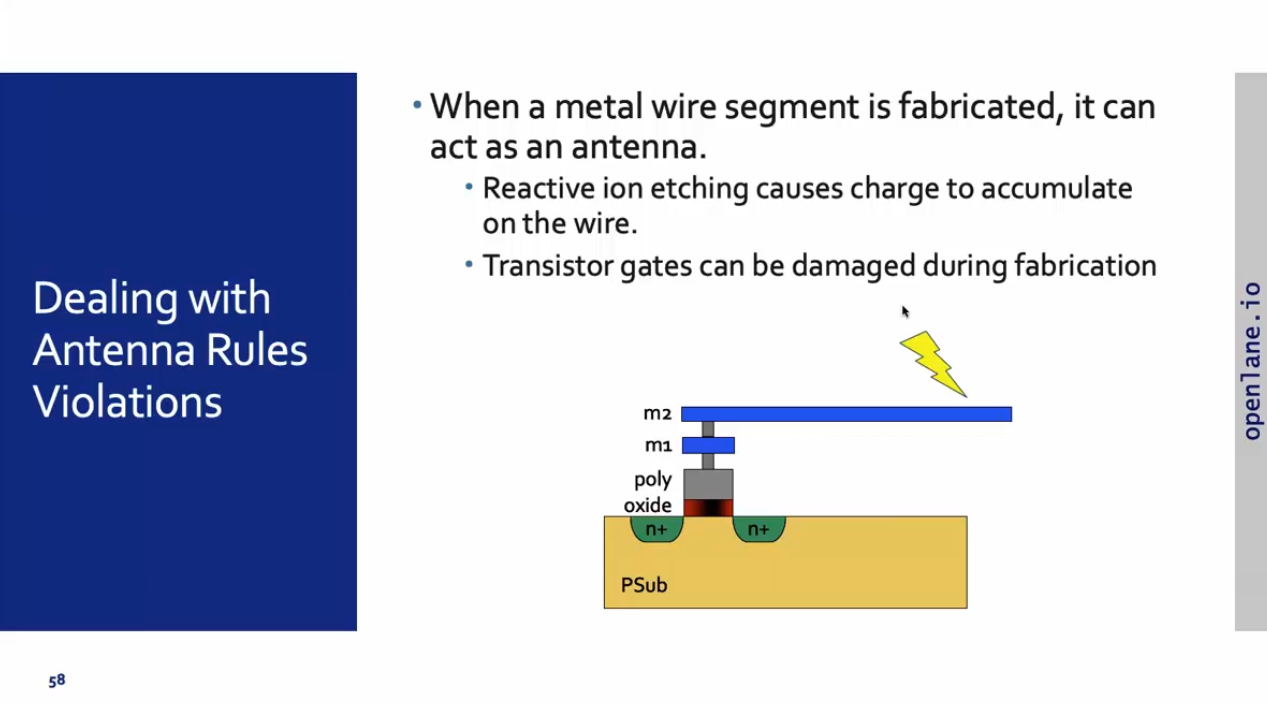 Dealing with
Antenna Rules
Violations
• When a metal wire segment is fabricated, it can
act as an antenna.
• Reactive ion etching causes charge to accumulate
on the wire.
• Transistor gates can be damaged during fabrication
m2
m1
poly
oxide
n+ n+
PSub
openlane.io
58